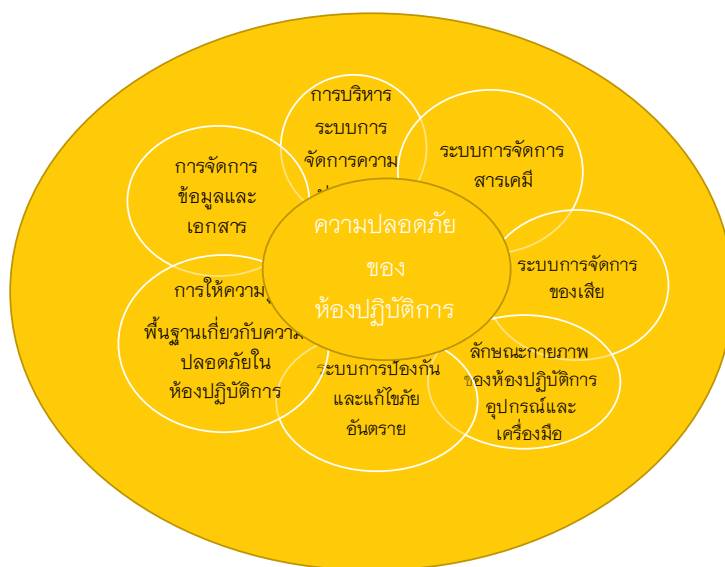 การบริหาร
ระบบการ
จัดการความ
ระบบการจัดการ
สารเคมี
ระบบการจัดการ
ของเสีย
ลักษณะกายภาพ
ของห้องปฏิบัติการ
อุปกรณ์และ
เครื่องมือ
ระบบการป้องกัน
และแก้ไขภัย
อันตราย
การให้
พื้นฐานเกี่ยวกับความ
ปลอดภัยใน
ห้องปฏิบัติการ
การจัดการ
ข้อมูลและ
เอกสาร
ความปลอดภัย
ของ
ห้องปฏิบัติการ